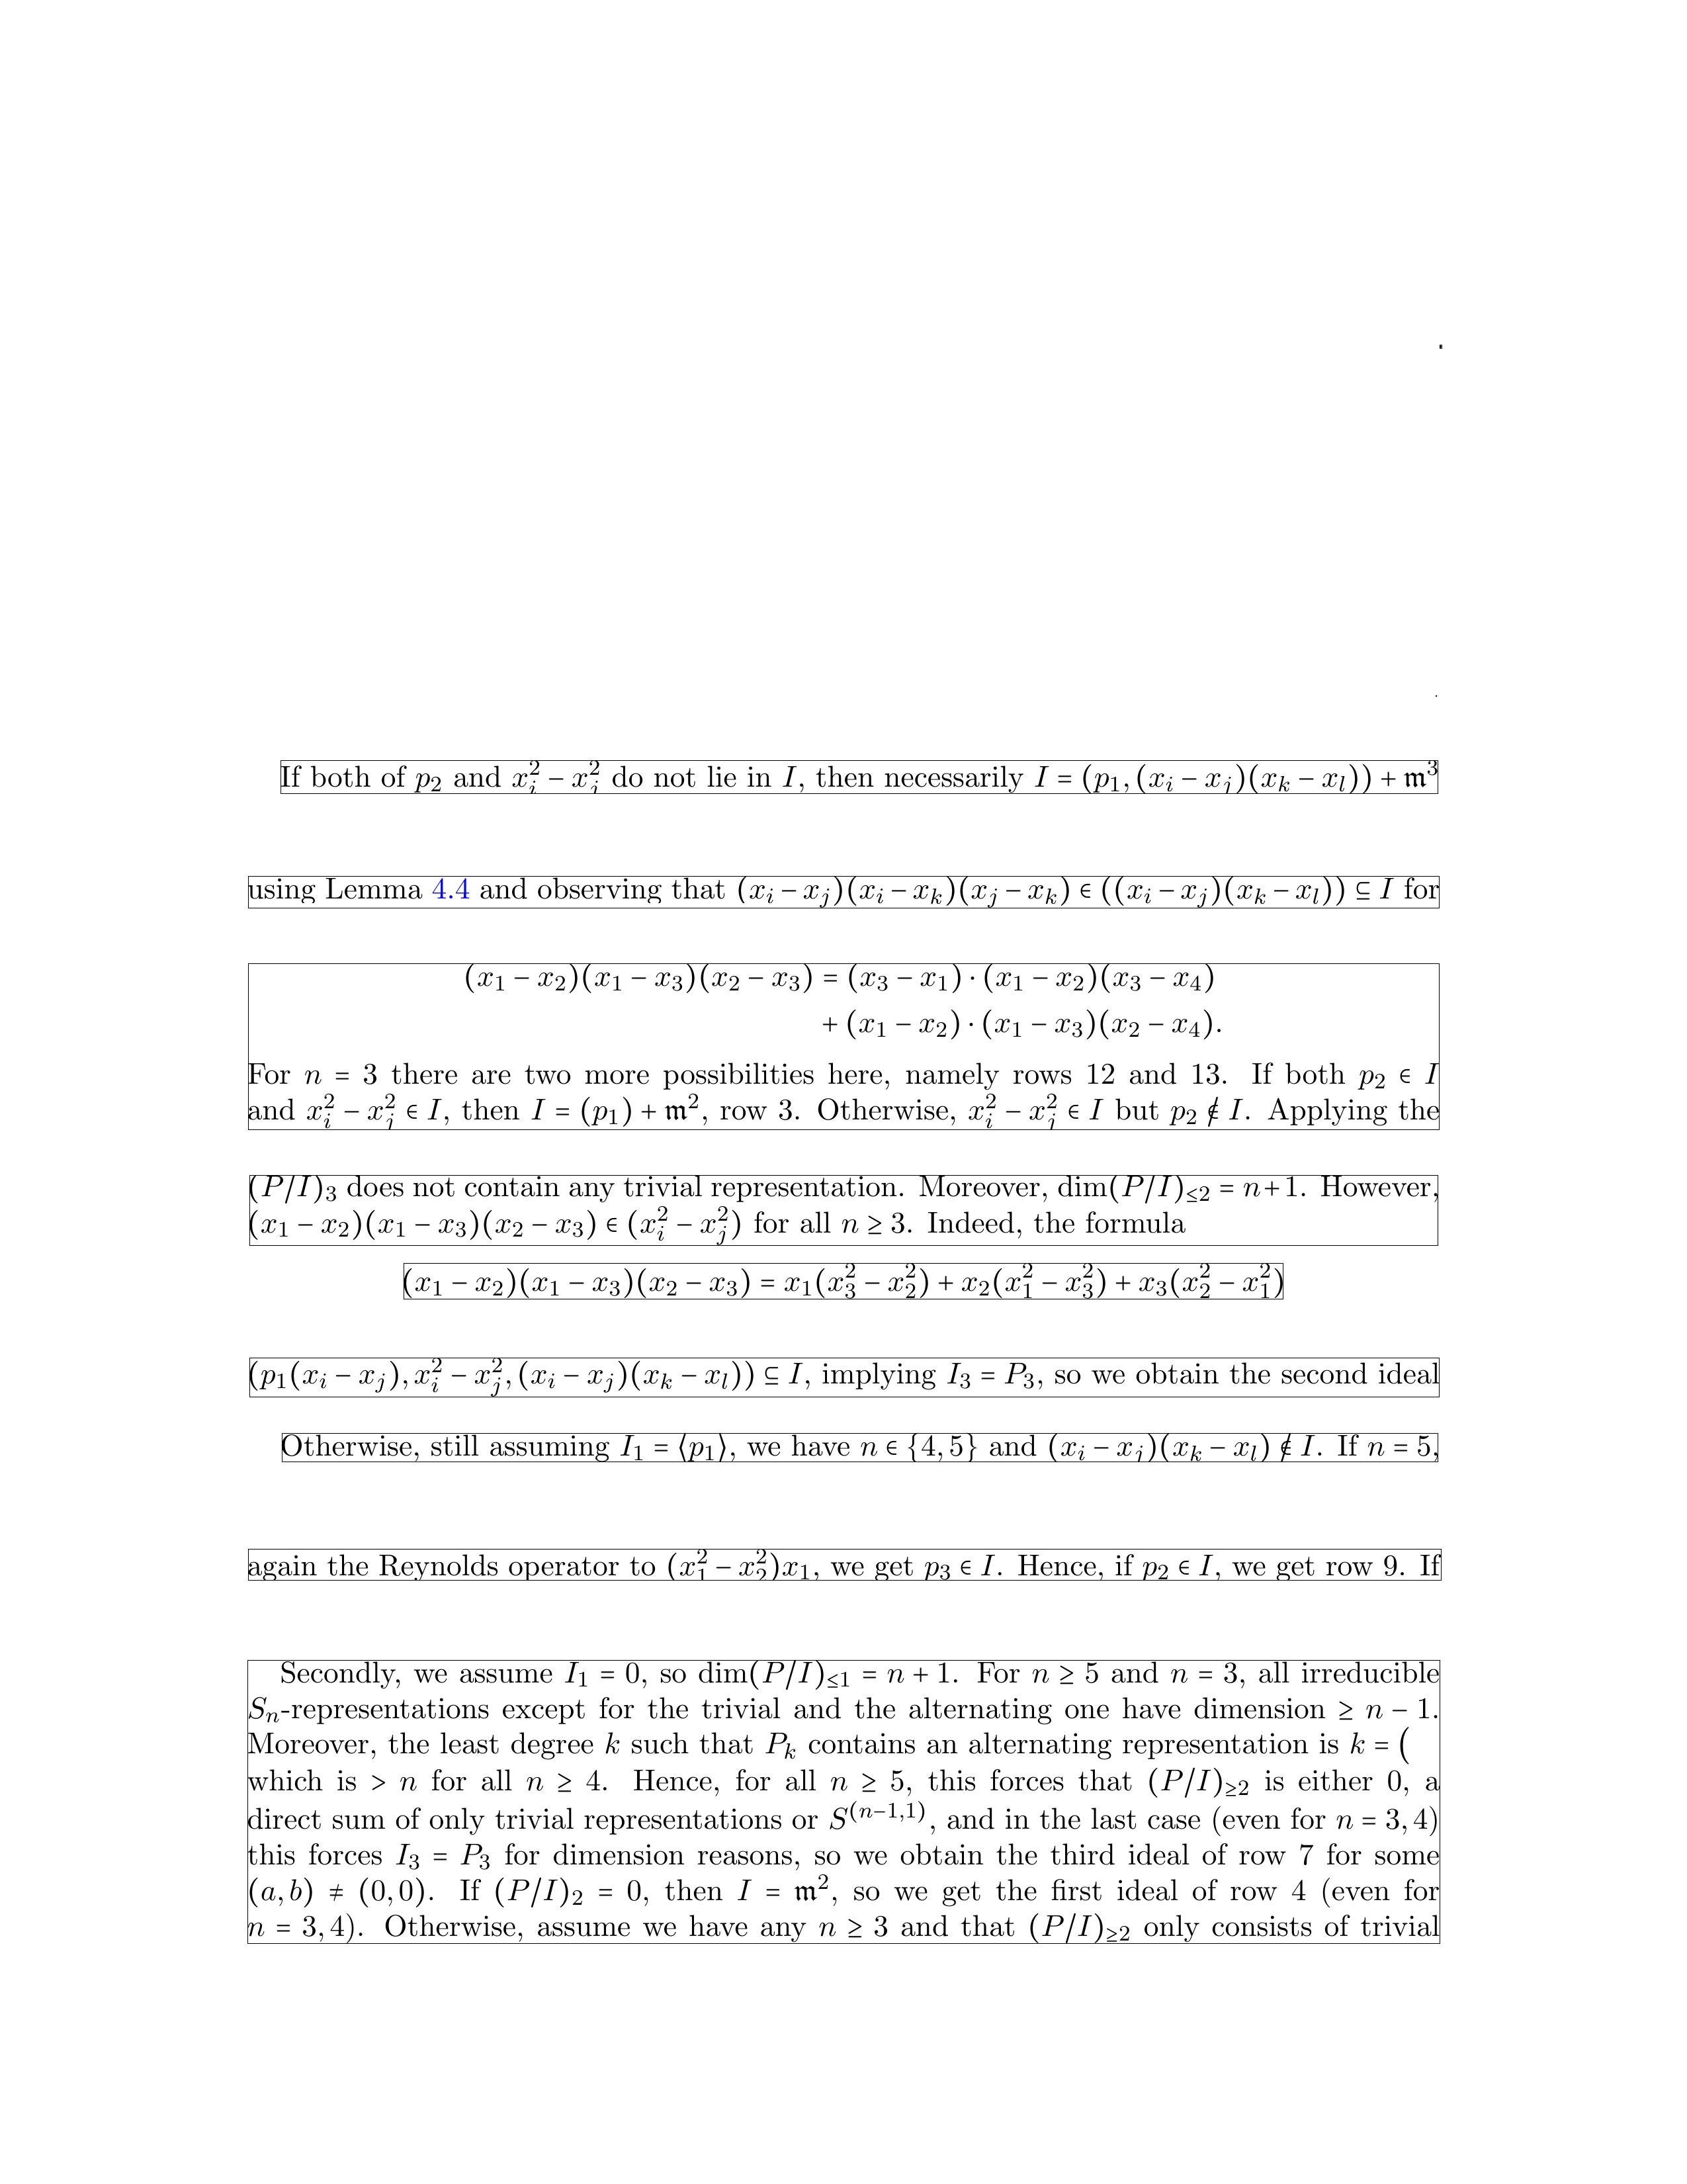 If both of $p_2$ and $x_i^2 - x_j^2$ do not lie in $I$, then necessarily $I = (p_1, (x_i - x_j)(x_k - x_l)) + \mathfrak{m}^3$
using Lemma 4.4 and observing that $(x_i - x_j)(x_i - x_k)(x_j - x_k) \in ((x_i - x_j)(x_k - x_l)) \subseteq I$ for
$(x_1 - x_2)(x_1 - x_3)(x_2 - x_3) = (x_3 - x_1) \cdot (x_1 - x_2)(x_3 - x_4)$
$+ (x_1 - x_2) \cdot (x_1 - x_3)(x_2 - x_4).$
For $n = 3$ there are two more possibilities here, namely rows 12 and 13. If both $p_2 \in I$
and $x_i^2 - x_j^2 \in I$, then $I = (p_1) + \mathfrak{m}^2$, row 3. Otherwise, $x_i^2 - x_j^2 \in I$ but $p_2 \notin I$. Applying the
$(P/I)_3$ does not contain any trivial representation. Moreover, $\dim(P/I)_{\leq 2} = n+1$. However,
$(x_1 - x_2)(x_1 - x_3)(x_2 - x_3) \in (x_i^2 - x_j^2)$ for all $n \geq 3$. Indeed, the formula
$(x_1 - x_2)(x_1 - x_3)(x_2 - x_3) = x_1(x_3^2 - x_2^2) + x_2(x_1^2 - x_3^2) + x_3(x_2^2 - x_1^2)$
$(p_1(x_i - x_j), x_i^2 - x_j^2, (x_i - x_j)(x_k - x_l)) \subseteq I$, implying $I_3 = P_3$, so we obtain the second ideal
Otherwise, still assuming $I_1 = \langle p_1 \rangle$, we have $n \in \{4, 5\}$ and $(x_i - x_j)(x_k - x_l) \notin I$. If $n = 5$,
again the Reynolds operator to $(x_1^2 - x_2^2)x_1$, we get $p_3 \in I$. Hence, if $p_2 \in I$, we get row 9. If
Secondly, we assume $I_1 = 0$, so $\dim(P/I)_{\leq 1} = n + 1$. For $n \geq 5$ and $n = 3$, all irreducible
$S_n$-representations except for the trivial and the alternating one have dimension $\geq n - 1$.
Moreover, the least degree $k$ such that $P_k$ contains an alternating representation is $k = ($
which is $> n$ for all $n \geq 4$. Hence, for all $n \geq 5$, this forces that $(P/I)_{\geq 2}$ is either 0, a
direct sum of only trivial representations or $S^{(n-1,1)}$, and in the last case (even for $n = 3, 4$)
this forces $I_3 = P_3$ for dimension reasons, so we obtain the third ideal of row 7 for some
$(a, b) \neq (0, 0)$. If $(P/I)_2 = 0$, then $I = \mathfrak{m}^2$, so we get the first ideal of row 4 (even for
$n = 3, 4$). Otherwise, assume we have any $n \geq 3$ and that $(P/I)_{\geq 2}$ only consists of trivial